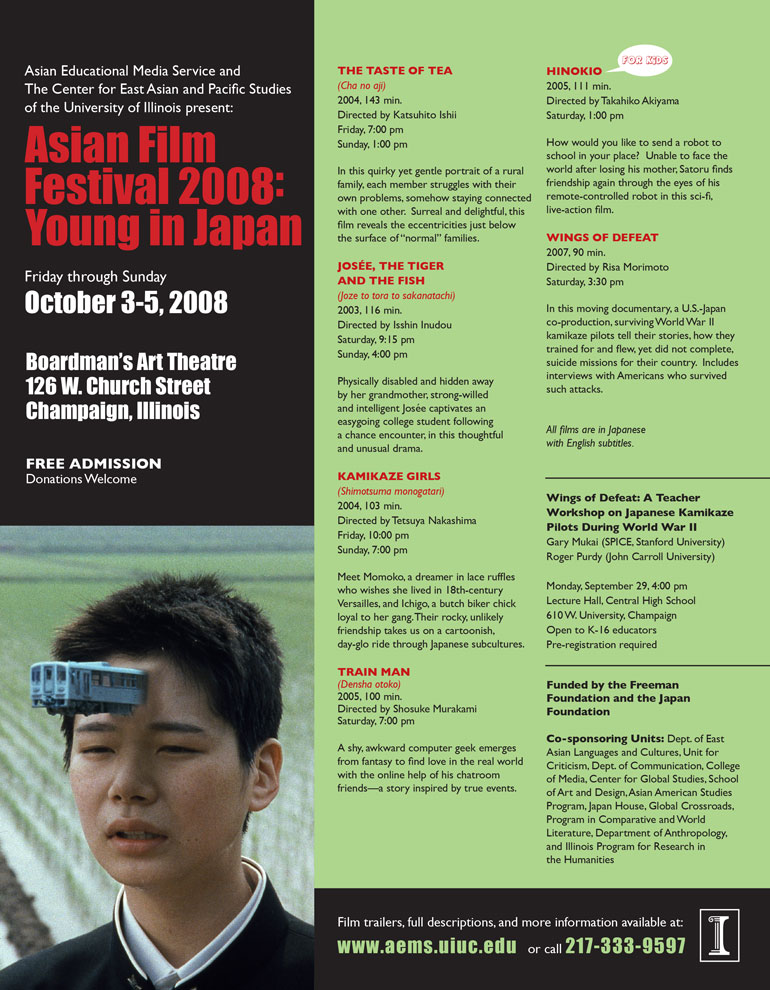 Asian Educational Media Service and
The Center for East Asian and Pacific Studies
of the University of Illinois present:
Asian Film
Festival 2008:
Young in Japan
Friday through Sunday
October 3-5, 2008
Boardman's Art Theatre
126 W. Church Street
Champaign, Illinois
FREE ADMISSION
Donations Welcome
THE TASTE OF TEA
(Cha no aji)
2004, 143 min.
Directed by Katsuhito Ishii
Friday, 7:00 pm
Sunday, 1:00 pm
In this quirky yet gentle portrait of a rural
family, each member struggles with their
own problems, somehow staying connected
with one other. Surreal and delightful, this
film reveals the eccentricities just below
the surface of "normal" families.
JOSÉE, THE TIGER
AND THE FISH
(Joze to tora to sakanatachi)
2003, 116 min.
Directed by Isshin Inudou
Saturday, 9:15 pm
Sunday, 4:00 pm
Physically disabled and hidden away
by her grandmother, strong-willed
and intelligent Josée captivates an
easygoing college student following
a chance encounter, in this thoughtful
and unusual drama.
KAMIKAZE GIRLS
(Shimotsuma monogatari)
2004, 103 min.
Directed by Tetsuya Nakashima
Friday, 10:00 pm
Sunday, 7:00 pm
Meet Momoko, a dreamer in lace ruffles
who wishes she lived in 18th-century
Versailles, and Ichigo, a butch biker chick
loyal to her gang. Their rocky, unlikely
friendship takes us on a cartoonish,
day-glo ride through Japanese subcultures.
TRAIN MAN
(Densha otoko)
2005, 100 min.
Directed by Shosuke Murakami
Saturday, 7:00 pm
A shy, awkward computer geek emerges
from fantasy to find love in the real world
with the online help of his chatroom
friends—a story inspired by true events.
FOR KIDS
HINOKIO
2005, 111 min.
Directed by Takahiko Akiyama
Saturday, 1:00 pm
How would you like to send a robot to
school in your place? Unable to face the
world after losing his mother, Satoru finds
friendship again through the eyes of his
remote-controlled robot in this sci-fi,
live-action film.
WINGS OF DEFEAT
2007, 90 min.
Directed by Risa Morimoto
Saturday, 3:30 pm
In this moving documentary, a U.S.-Japan
co-production, surviving World War II
kamikaze pilots tell their stories, how they
trained for and flew, yet did not complete,
suicide missions for their country. Includes
interviews with Americans who survived
such attacks.
All films are in Japanese
with English subtitles.
Wings of Defeat: A Teacher
Workshop on Japanese Kamikaze
Pilots During World War II
Gary Mukai (SPICE, Stanford University)
Roger Purdy (John Carroll University)
Monday, September 29, 4:00 pm
Lecture Hall, Central High School
610 W. University, Champaign
Open to K-16 educators
Pre-registration required
Funded by the Freeman
Foundation and the Japan
Foundation
Co-sponsoring Units: Dept. of East
Asian Languages and Cultures, Unit for
Criticism, Dept. of Communication, College
of Media, Center for Global Studies, School
of Art and Design, Asian American Studies
Program, Japan House, Global Crossroads,
Program in Comparative and World
Literature, Department of Anthropology,
and Illinois Program for Research in
the Humanities
Film trailers, full descriptions, and more information available at:
www.aems.uiuc.edu or call 217-333-9597
I